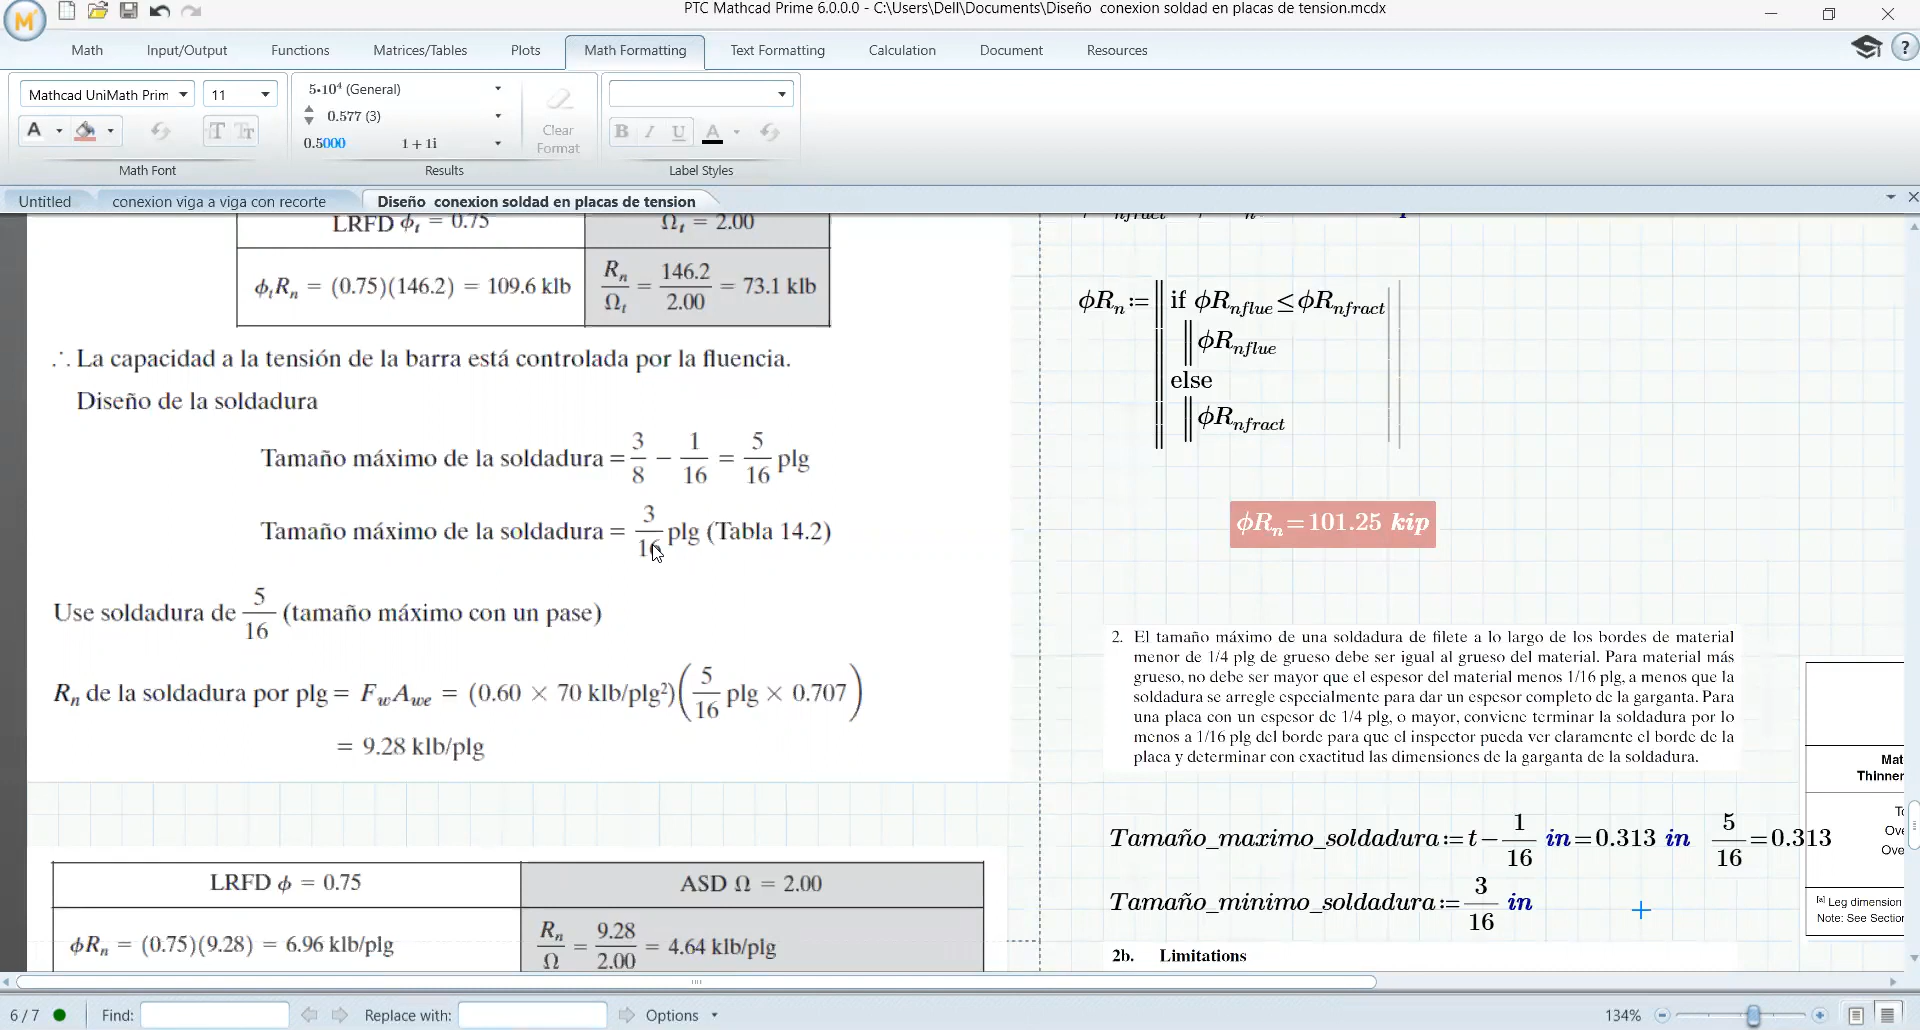 PTC Mathcad Prime 6.0.0.0 - C:\Users\Dell\Documents\Diseño conexion soldad en placas de tension.mcdx
Math Input/Output Functions Matrices/Tables Plots Math Formatting Text Formatting Calculation Document Resources
Mathcad UniMath Prim 11
5•10⁴ (General)
0.577 (3)
0.5000 1 + 1i
Clear
Format
B I U A
Math Font Results Label Styles
Untitled conexion viga a viga con recorte Diseño conexion soldad en placas de tension
LRFD ϕt = 0.75 Ωt = 2.00
ϕtRn = (0.75)(146.2) = 109.6 klb Rn/Ωt = 146.2/2.00 = 73.1 klb
∴ La capacidad a la tensión de la barra está controlada por la fluencia.
Diseño de la soldadura
Tamaño máximo de la soldadura = 3/8 − 1/16 = 5/16 plg
Tamaño máximo de la soldadura = 3/16 plg (Tabla 14.2)
Use soldadura de 5/16 (tamaño máximo con un pase)
Rn de la soldadura por plg = FwAwe = (0.60 × 70 klb/plg²)(5/16 plg × 0.707)
= 9.28 klb/plg
LRFD ϕ = 0.75 ASD Ω = 2.00
ϕRn = (0.75)(9.28) = 6.96 klb/plg Rn/Ω = 9.28/2.00 = 4.64 klb/plg
ϕRn := if ϕRnflue ≤ ϕRnfract
ϕRnflue
else
ϕRnfract
ϕRn = 101.25 kip
2. El tamaño máximo de una soldadura de filete a lo largo de los bordes de material
menor de 1/4 plg de grueso debe ser igual al grueso del material. Para material más
grueso, no debe ser mayor que el espesor del material menos 1/16 plg, a menos que la
soldadura se arregle especialmente para dar un espesor completo de la garganta. Para
una placa con un espesor de 1/4 plg, o mayor, conviene terminar la soldadura por lo
menos a 1/16 plg del borde para que el inspector pueda ver claramente el borde de la
placa y determinar con exactitud las dimensiones de la garganta de la soldadura.
Tamaño_maximo_soldadura := t − 1/16 in = 0.313 in 5/16 = 0.313
Tamaño_minimo_soldadura := 3/16 in
2b. Limitations
Mat
Thinner
Ove
Ove
[a] Leg dimension
Note: See Section
6 / 7 Find: Replace with: Options 134%